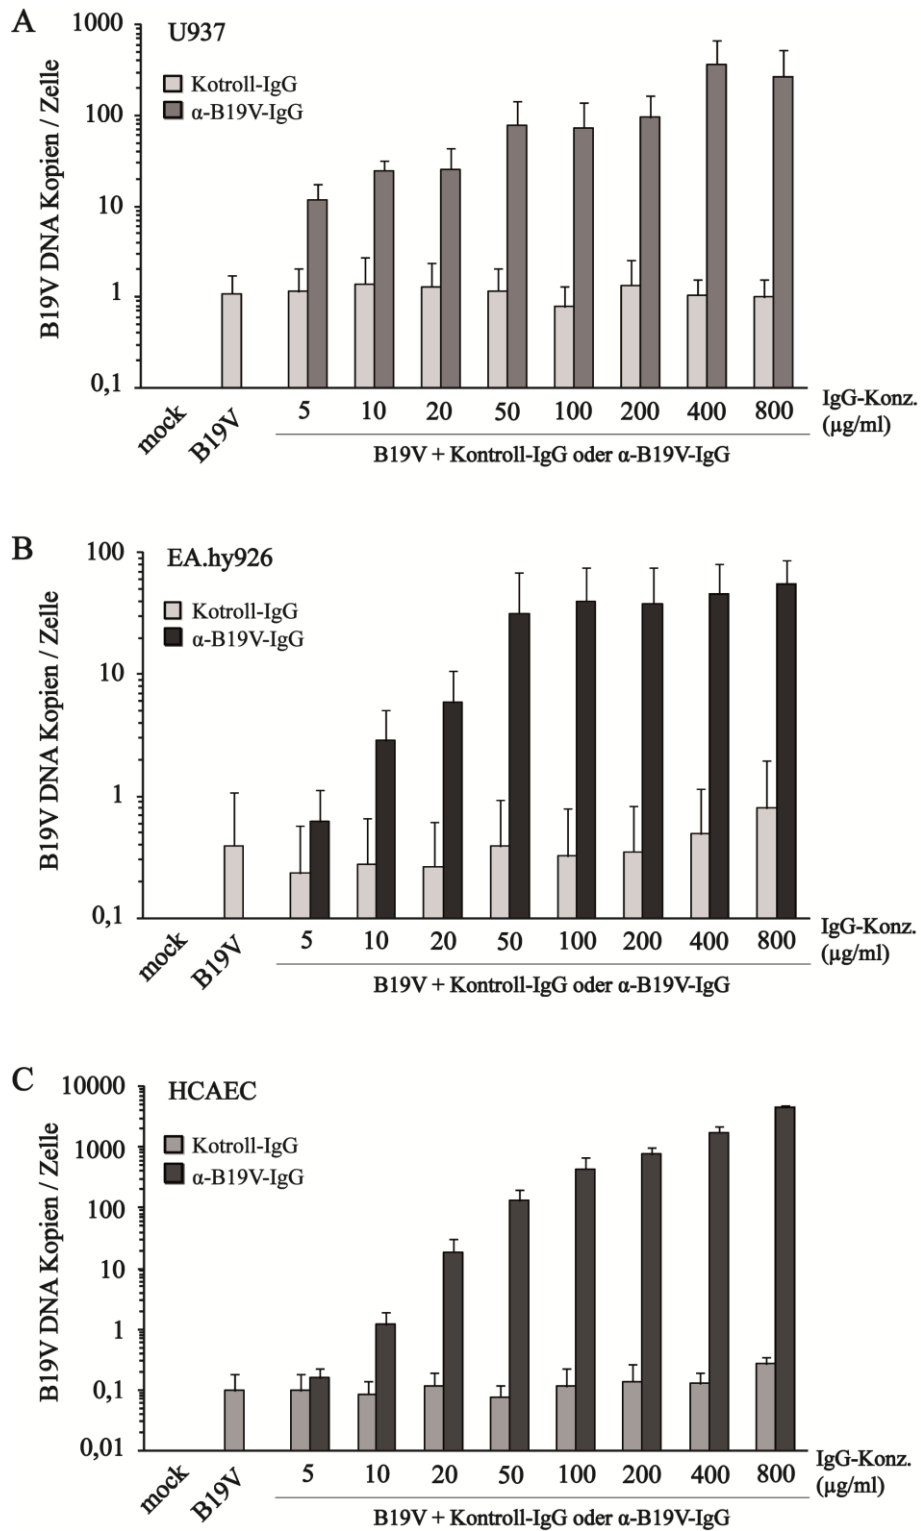 A
U937
Kotroll-IgG
α-B19V-IgG
B19V DNA Kopien / Zelle
1000
100
10
1
0,1
mock
B19V
5 10 20 50 100 200 400 800
IgG-Konz.
(µg/ml)
B19V + Kontroll-IgG oder α-B19V-IgG
B
EA.hy926
Kotroll-IgG
α-B19V-IgG
B19V DNA Kopien / Zelle
100
10
1
0,1
mock
B19V
5 10 20 50 100 200 400 800
IgG-Konz.
(µg/ml)
B19V + Kontroll-IgG oder α-B19V-IgG
C
HCAEC
Kotroll-IgG
α-B19V-IgG
B19V DNA Kopien / Zelle
10000
1000
100
10
1
0,1
0,01
mock
B19V
5 10 20 50 100 200 400 800
IgG-Konz.
(µg/ml)
B19V + Kontroll-IgG oder α-B19V-IgG